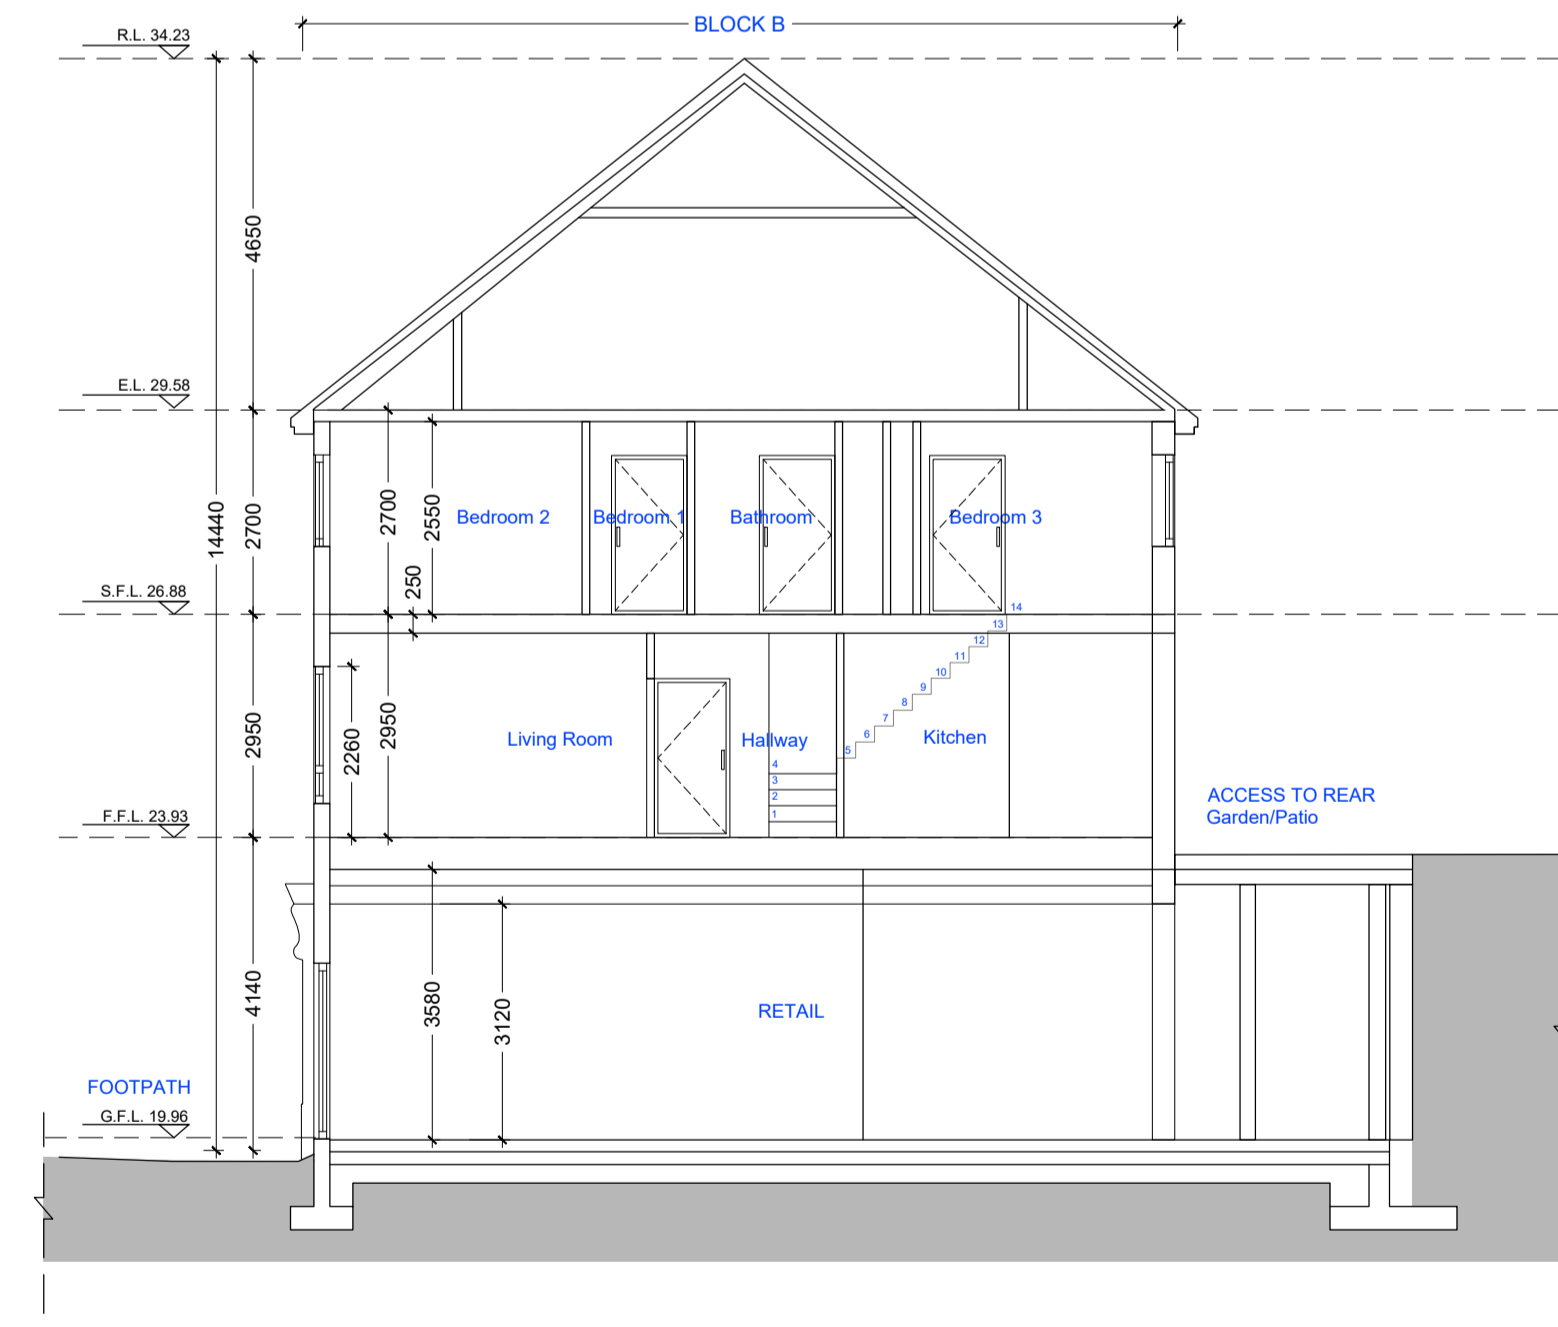 BLOCK B
R.L. 34.23
4650
E.L. 29.58
14440
2700
2700
2550
Bedroom 2
Bedroom 1
Bathroom
Bedroom 3
250
S.F.L. 26.88
14
13
12
11
10
9
8
7
6
5
4
3
2
1
2950
2260
2950
Living Room
Hallway
Kitchen
ACCESS TO REAR
Garden/Patio
F.F.L. 23.93
4140
3580
3120
RETAIL
FOOTPATH
G.F.L. 19.96